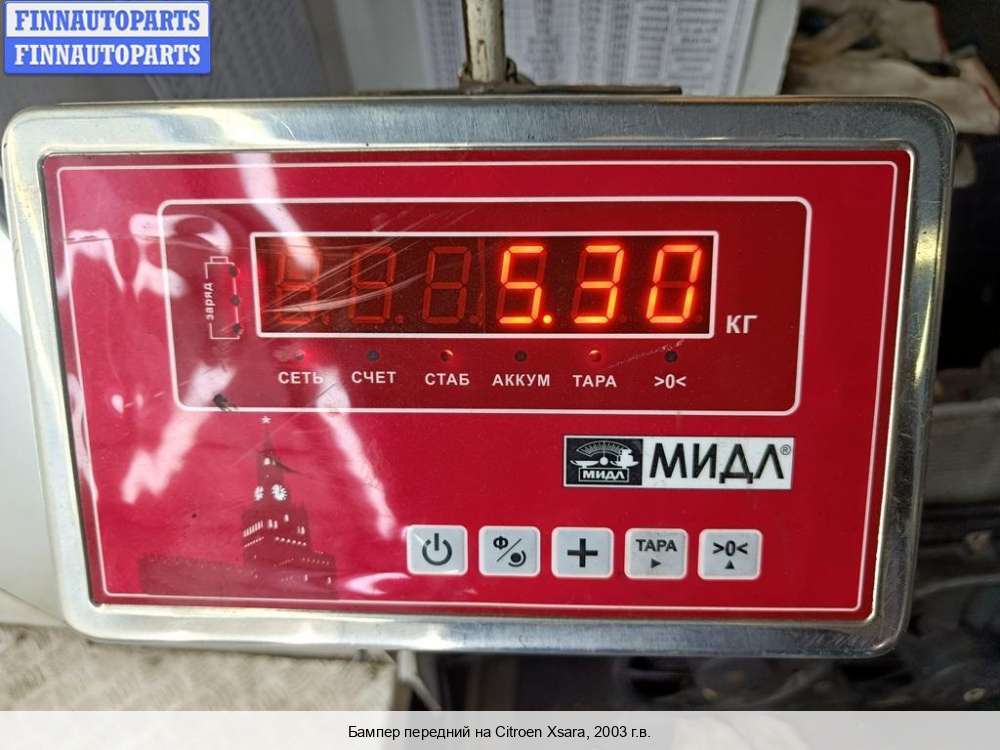 FINNAUTOPARTS
FINNAUTOPARTS
заряд
5.30
КГ
СЕТЬ СЧЕТ СТАБ АККУМ ТАРА >0<
МИДЛ МИДЛ®
Ф ТАРА >0<
Бампер передний на Citroen Xsara, 2003 г.в.